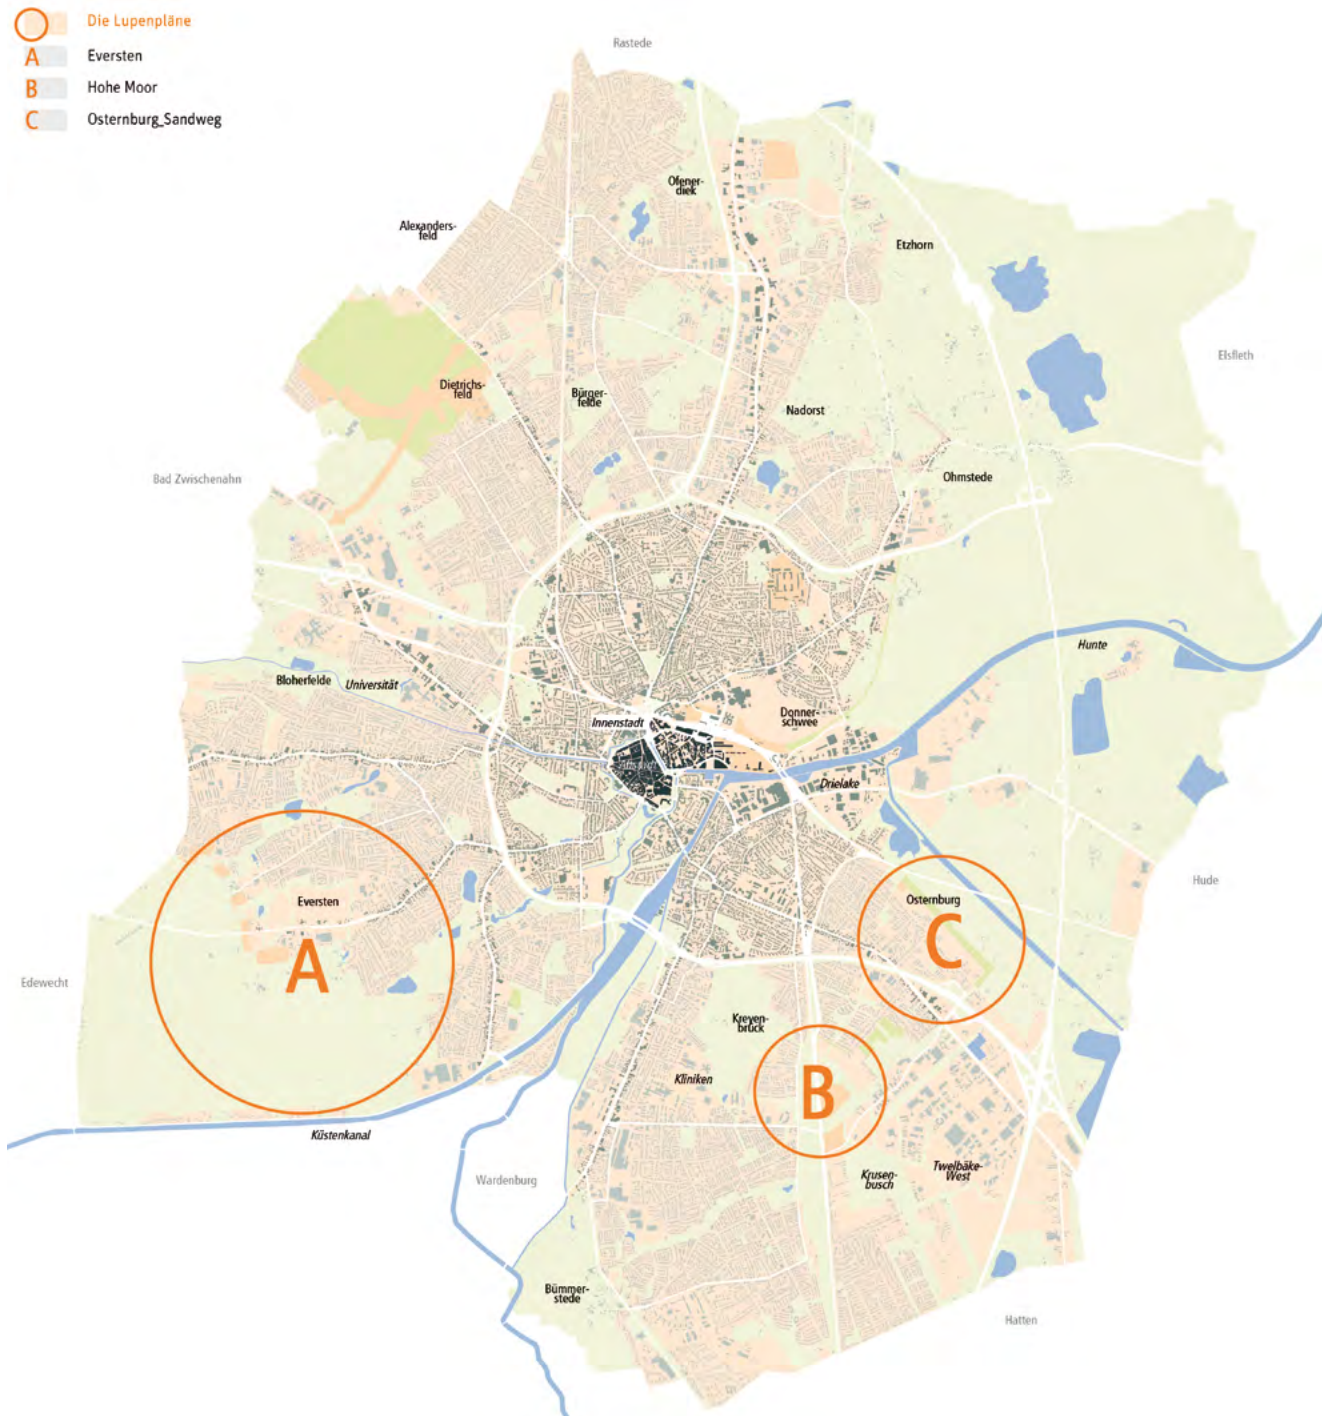 Die Lupenpläne
A Eversten
B Hohe Moor
C Osternburg_Sandweg
Rastede
Ofener-
diek
Alexanders-
feld
Etzhorn
Elsfleth
Dietrichs-
feld
Bürger-
felde
Nadorst
Bad Zwischenahn
Ohmstede
Hunte
Bloherfelde
Universität
Innenstadt
Donner-
schwee
Drielake
Hude
Eversten
Osternburg
A
C
Edewecht
Kreyen-
brück
Kliniken
B
Küstenkanal
Wardenburg
Krusen-
busch
Twelbäke-
West
Bümmer-
stede
Hatten